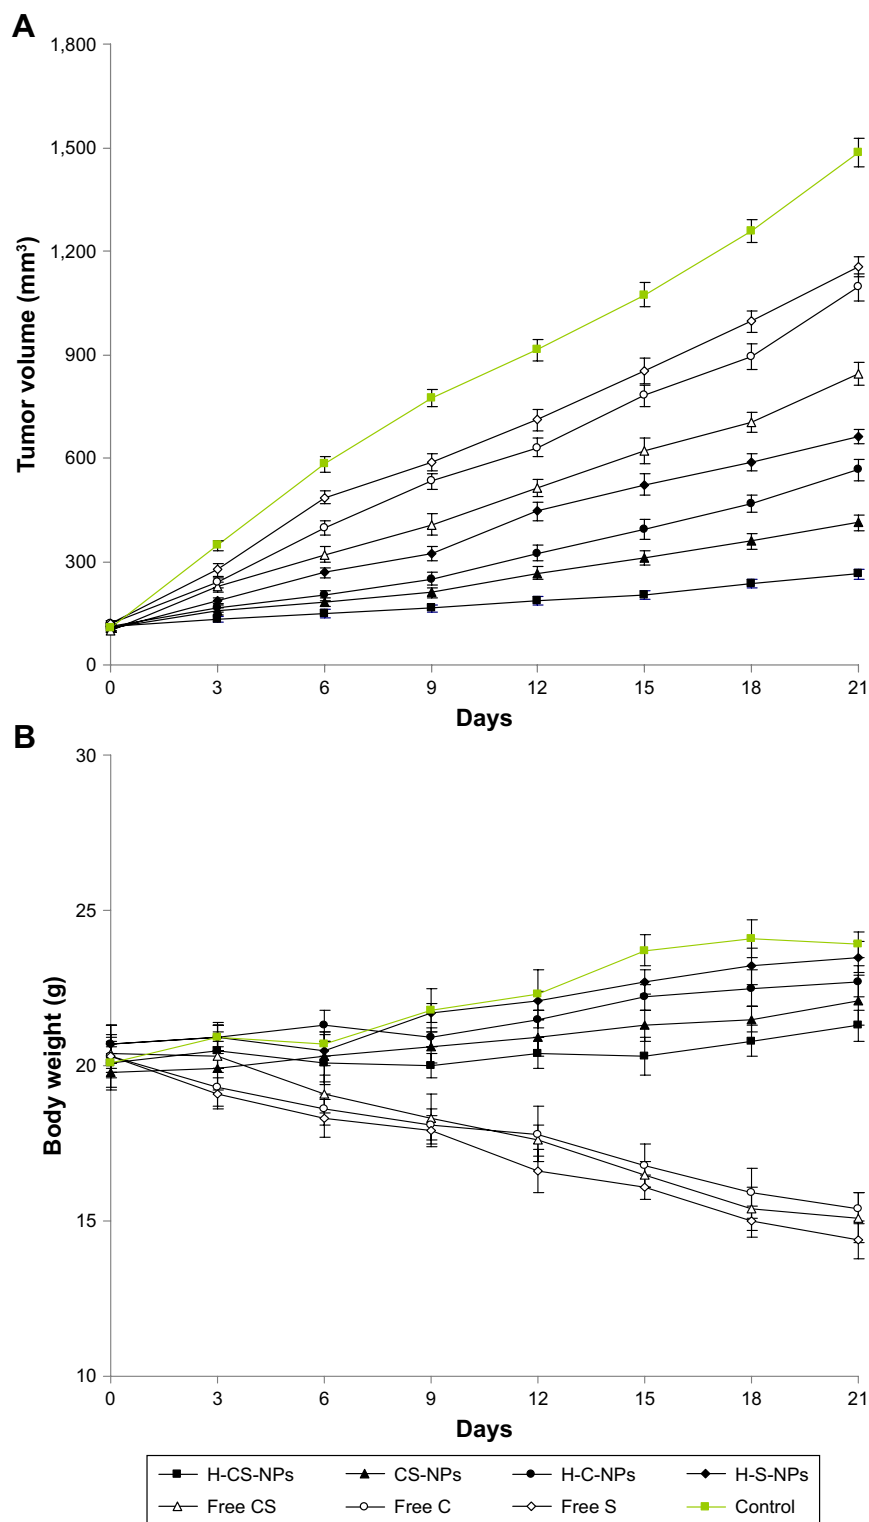 A
1,800
1,500
1,200
900
600
300
0
Tumor volume (mm³)
0 3 6 9 12 15 18 21
Days
B
30
25
20
15
10
Body weight (g)
0 3 6 9 12 15 18 21
Days
H-CS-NPs CS-NPs H-C-NPs H-S-NPs
Free CS Free C Free S Control